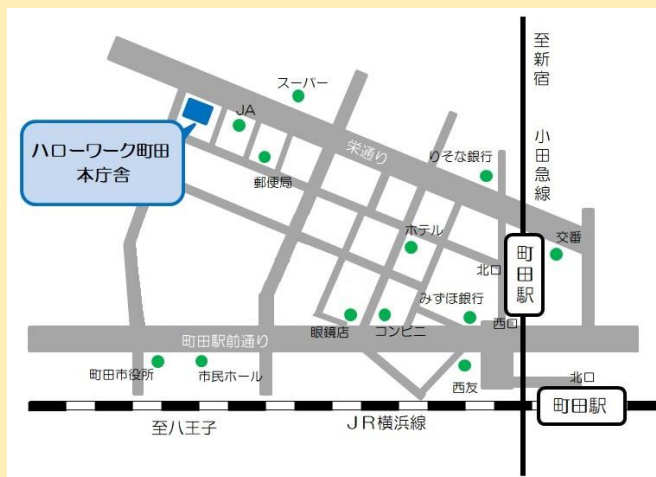 至新宿
小田急線
スーパー
JA
ハローワーク町田
本庁舎
郵便局
栄通り
りそな銀行
ホテル
交番
北口
町田駅
みずほ銀行
西口
眼鏡店
コンビニ
町田駅前通り
町田市役所
市民ホール
西友
北口
町田駅
至八王子
JR横浜線